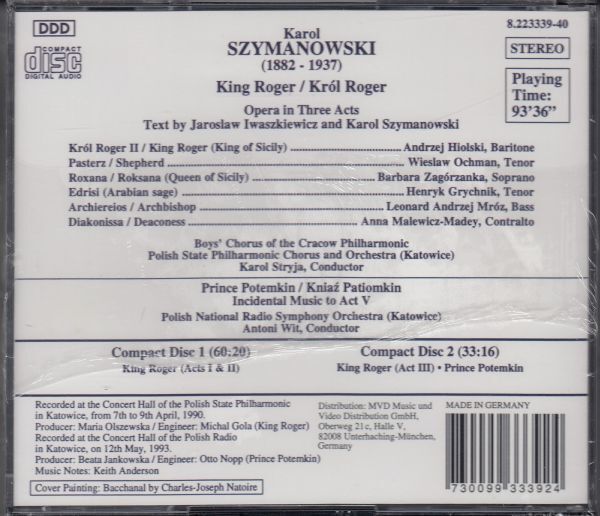 DDD
COMPACT
disc
DIGITAL AUDIO
Karol
SZYMANOWSKI
(1882 - 1937)
King Roger / Król Roger
Opera in Three Acts
Text by Jaroslaw Iwaszkiewicz and Karol Szymanowski
8.223339-40
STEREO
Playing
Time:
93'36"
Król Roger II / King Roger (King of Sicily) Andrzej Hiolski, Baritone
Pasterz / Shepherd Wieslaw Ochman, Tenor
Roxana / Roksana (Queen of Sicily) Barbara Zagórzanka, Soprano
Edrisi (Arabian sage) Henryk Grychnik, Tenor
Archiereios / Archbishop Leonard Andrzej Mróz, Bass
Diakonissa / Deaconess Anna Malewicz-Madey, Contralto
Boys' Chorus of the Cracow Philharmonic
Polish State Philharmonic Chorus and Orchestra (Katowice)
Karol Stryja, Conductor
Prince Potemkin / Kniaź Patiomkin
Incidental Music to Act V
Polish National Radio Symphony Orchestra (Katowice)
Antoni Wit, Conductor
Compact Disc 1 (60:20)
King Roger (Acts I & II)
Compact Disc 2 (33:16)
King Roger (Act III) • Prince Potemkin
Recorded at the Concert Hall of the Polish State Philharmonic
in Katowice, from 7th to 9th April, 1990.
Producer: Maria Olszewska / Engineer: Michal Gola (King Roger)
Recorded at the Concert Hall of the Polish Radio
in Katowice, on 12th May, 1993.
Producer: Beata Jankowska / Engineer: Otto Nopp (Prince Potemkin)
Music Notes: Keith Anderson
Cover Painting: Bacchanal by Charles-Joseph Natoire
Distribution: MVD Music und
Video Distribution GmbH,
Oberweg 21c, Halle V,
82008 Unterhaching-München,
Germany
MADE IN GERMANY
730099 333924